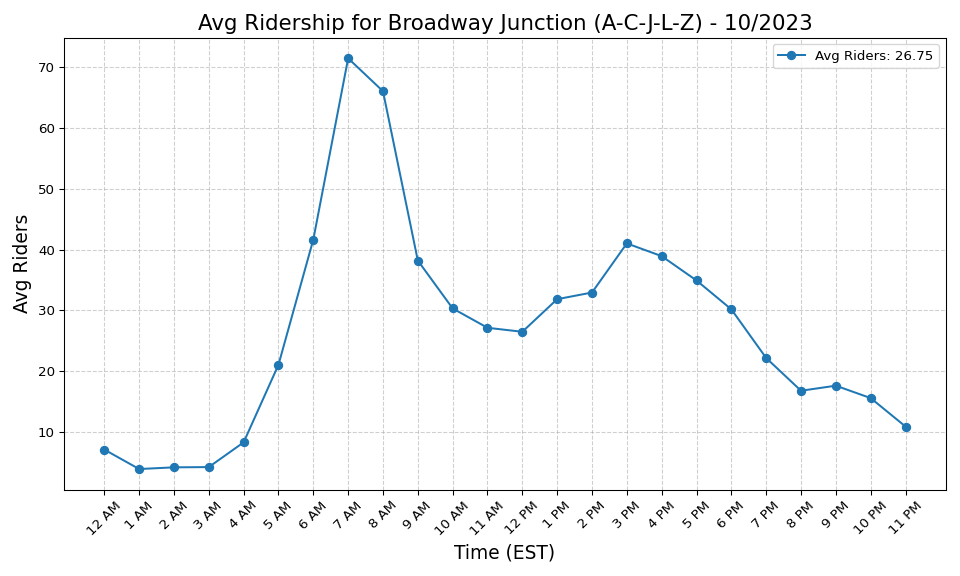 Avg Ridership for Broadway Junction (A-C-J-L-Z) - 10/2023
Avg Riders: 26.75
Avg Riders
70
60
50
40
30
20
10
12 AM
1 AM
2 AM
3 AM
4 AM
5 AM
6 AM
7 AM
8 AM
9 AM
10 AM
11 AM
12 PM
1 PM
2 PM
3 PM
4 PM
5 PM
6 PM
7 PM
8 PM
9 PM
10 PM
11 PM
Time (EST)